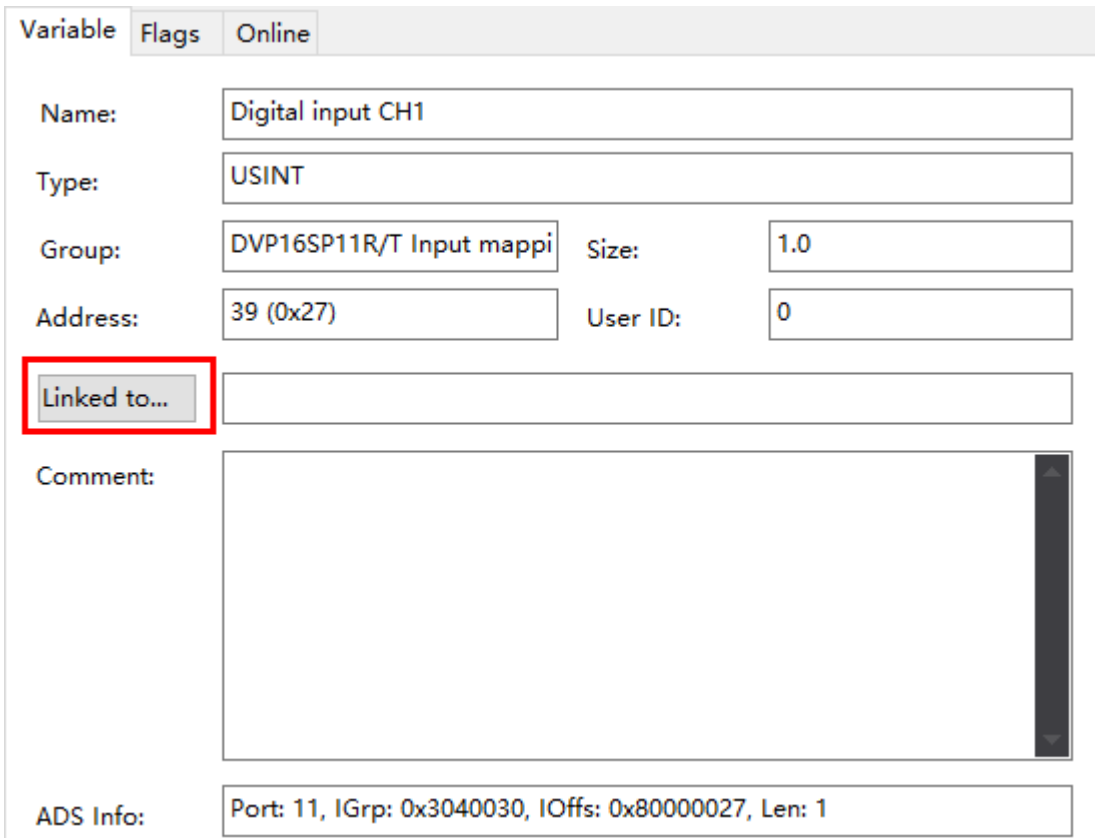 Variable Flags Online
Name: Digital input CH1
Type: USINT
Group: DVP16SP11R/T Input mappi Size: 1.0
Address: 39 (0x27) User ID: 0
Linked to...
Comment:
ADS Info: Port: 11, IGrp: 0x3040030, IOffs: 0x80000027, Len: 1